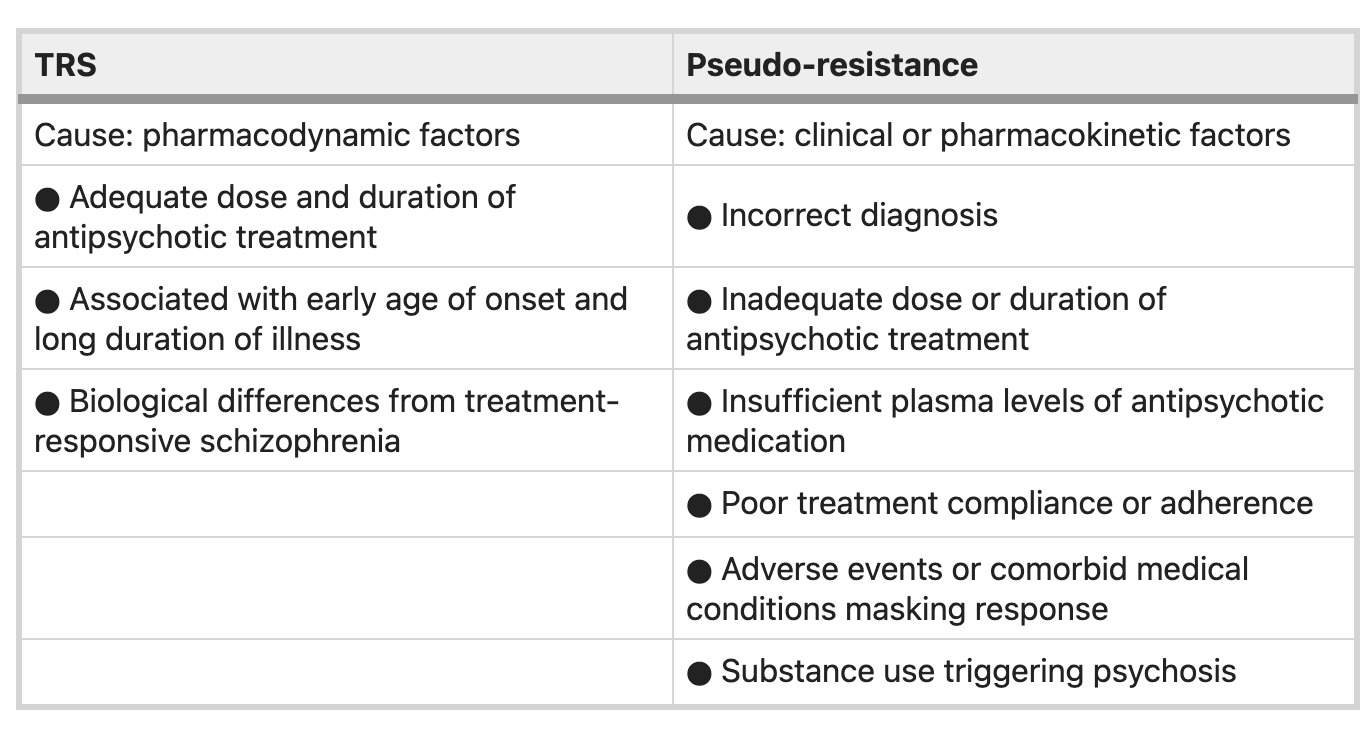 TRS
Pseudo-resistance
Cause: pharmacodynamic factors
Cause: clinical or pharmacokinetic factors
● Adequate dose and duration of
antipsychotic treatment
● Incorrect diagnosis
● Associated with early age of onset and
long duration of illness
● Inadequate dose or duration of
antipsychotic treatment
● Biological differences from treatment-
responsive schizophrenia
● Insufficient plasma levels of antipsychotic
medication
● Poor treatment compliance or adherence
● Adverse events or comorbid medical
conditions masking response
● Substance use triggering psychosis